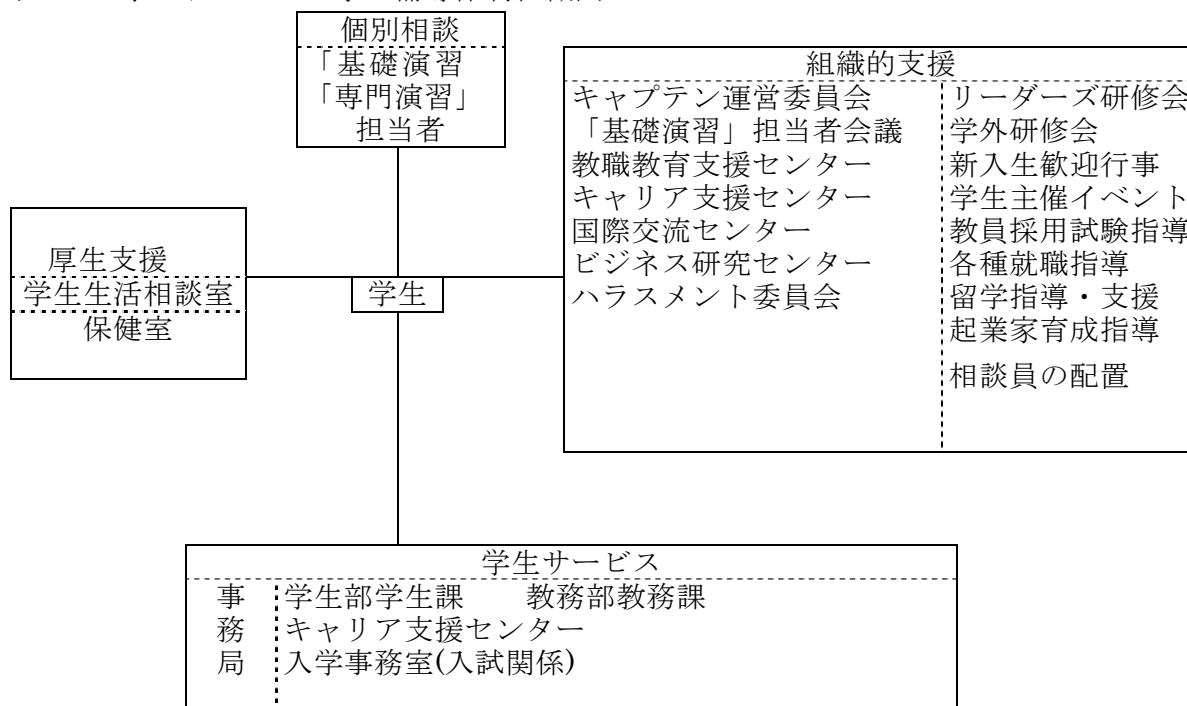 個別相談
「基礎演習
「専門演習」
担当者
組織的支援
キャプテン運営委員会
「基礎演習」担当者会議
教職教育支援センター
キャリア支援センター
国際交流センター
ビジネス研究センター
ハラスメント委員会
リーダーズ研修会
学外研修会
新入生歓迎行事
学生主催イベント
教員採用試験指導
各種就職指導
留学指導・支援
起業家育成指導
相談員の配置
厚生支援
学生生活相談室
保健室
学生
学生サービス
事務局
学生部学生課 教務部教務課
キャリア支援センター
入学事務室(入試関係)